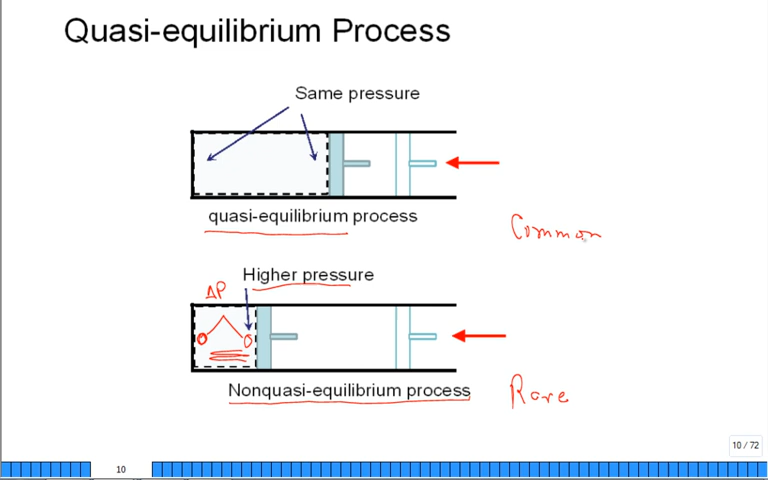 Quasi-equilibrium Process
Same pressure
quasi-equilibrium process
Common
Higher pressure
ΔP
Nonquasi-equilibrium process
Rare
10 / 72
10